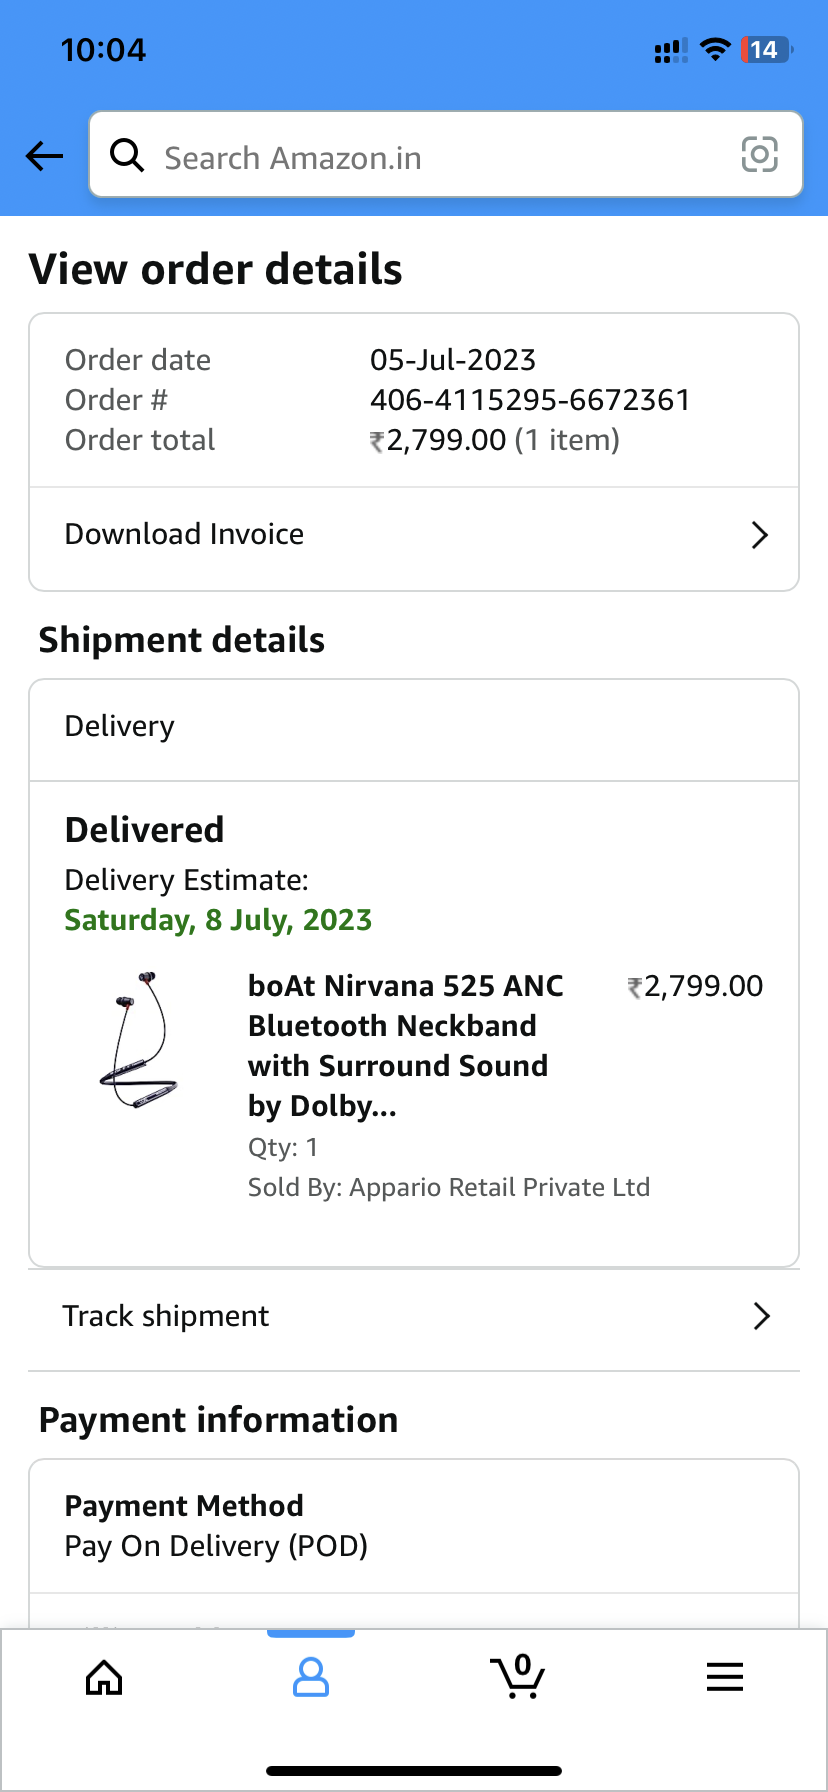 10:04
14
Search Amazon.in
View order details
Order date 05-Jul-2023
Order # 406-4115295-6672361
Order total ₹2,799.00 (1 item)
Download Invoice
Shipment details
Delivery
Delivered
Delivery Estimate:
Saturday, 8 July, 2023
boAt Nirvana 525 ANC ₹2,799.00
Bluetooth Neckband
with Surround Sound
by Dolby...
Qty: 1
Sold By: Appario Retail Private Ltd
Track shipment
Payment information
Payment Method
Pay On Delivery (POD)
0